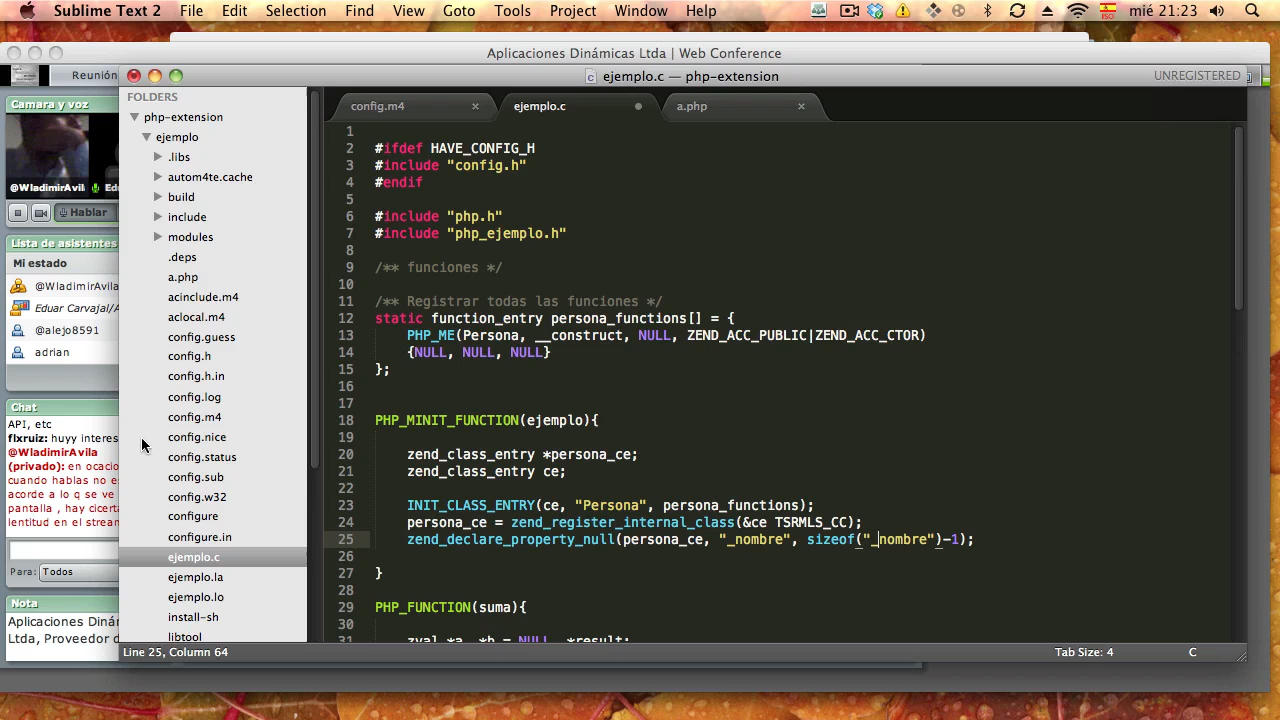 Sublime Text 2 File Edit Selection Find View Goto Tools Project Window Help ISO mié 21:23
Aplicaciones Dinámicas Ltda | Web Conference
Reunión
ejemplo.c — php-extension
UNREGISTERED
Camara y voz
@WladimirAvila
Hablar
Lista de asistentes
Mi estado
@WladimirAvila
Eduar Carvajal/A
@alejo8591
adrian
Chat
API, etc
flxruiz: huyy interes
@WladimirAvila
(privado): en ocacio
cuando hablas no es
acorde a lo q se ve
pantalla , hay cierta
lentitud en el stream
Para: Todos
Nota
Aplicaciones Diná
Ltda, Proveedor d
FOLDERS
php-extension
ejemplo
.libs
autom4te.cache
build
include
modules
.deps
a.php
acinclude.m4
aclocal.m4
config.guess
config.h
config.h.in
config.log
config.m4
config.nice
config.status
config.sub
config.w32
configure
configure.in
ejemplo.c
ejemplo.la
ejemplo.lo
install-sh
libtool
config.m4
ejemplo.c
a.php
1
2 #ifdef HAVE_CONFIG_H
3 #include "config.h"
4 #endif
5
6 #include "php.h"
7 #include "php_ejemplo.h"
8
9 /** funciones */
10
11 /** Registrar todas las funciones */
12 static function_entry persona_functions[] = {
13 PHP_ME(Persona, __construct, NULL, ZEND_ACC_PUBLIC|ZEND_ACC_CTOR)
14 {NULL, NULL, NULL}
15 };
16
17
18 PHP_MINIT_FUNCTION(ejemplo){
19
20 zend_class_entry *persona_ce;
21 zend_class_entry ce;
22
23 INIT_CLASS_ENTRY(ce, "Persona", persona_functions);
24 persona_ce = zend_register_internal_class(&ce TSRMLS_CC);
25 zend_declare_property_null(persona_ce, "_nombre", sizeof("_nombre")-1);
26
27 }
28
29 PHP_FUNCTION(suma){
30
31 zval *a, *b = NULL, *result;
Line 25, Column 64
Tab Size: 4
C